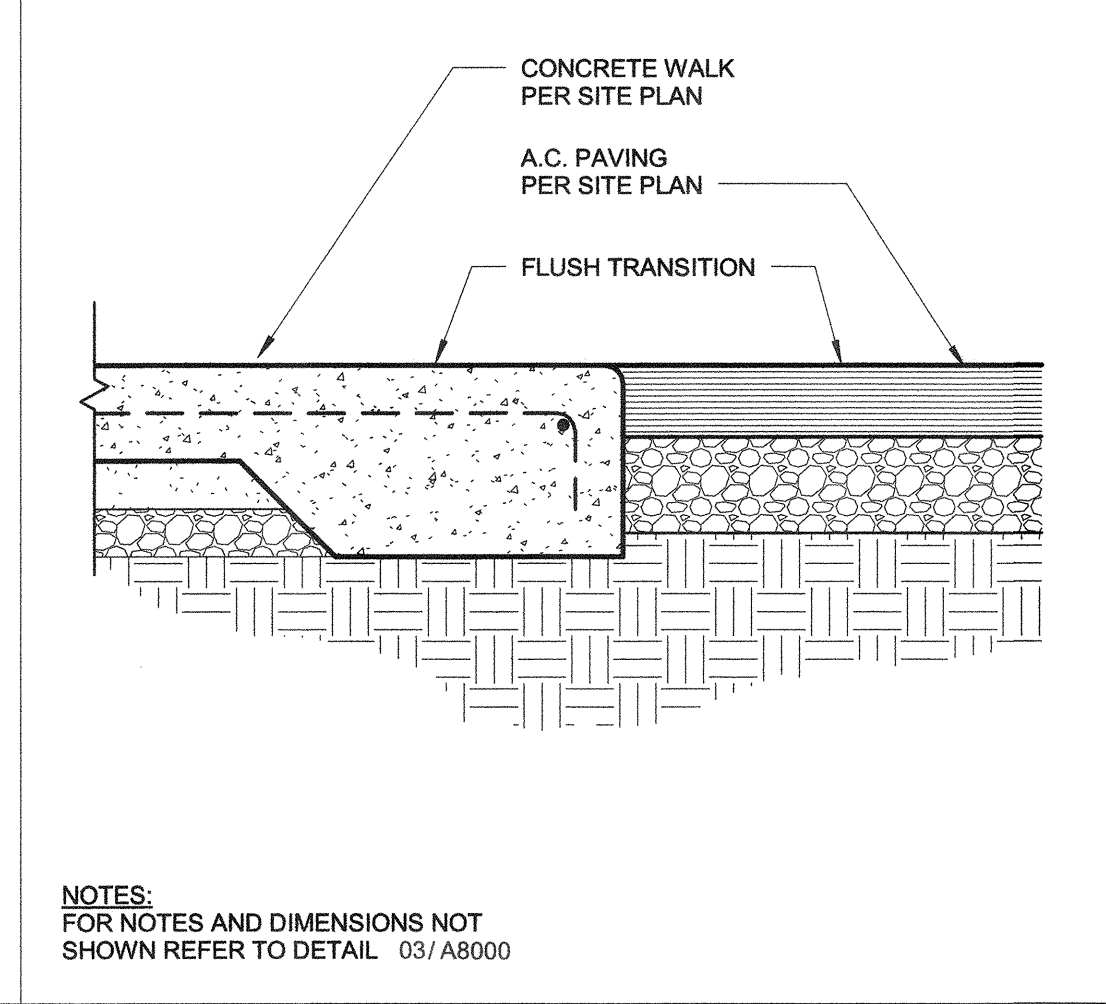 CONCRETE WALK
PER SITE PLAN
A.C. PAVING
PER SITE PLAN
FLUSH TRANSITION
NOTES:
FOR NOTES AND DIMENSIONS NOT
SHOWN REFER TO DETAIL 03/A8000